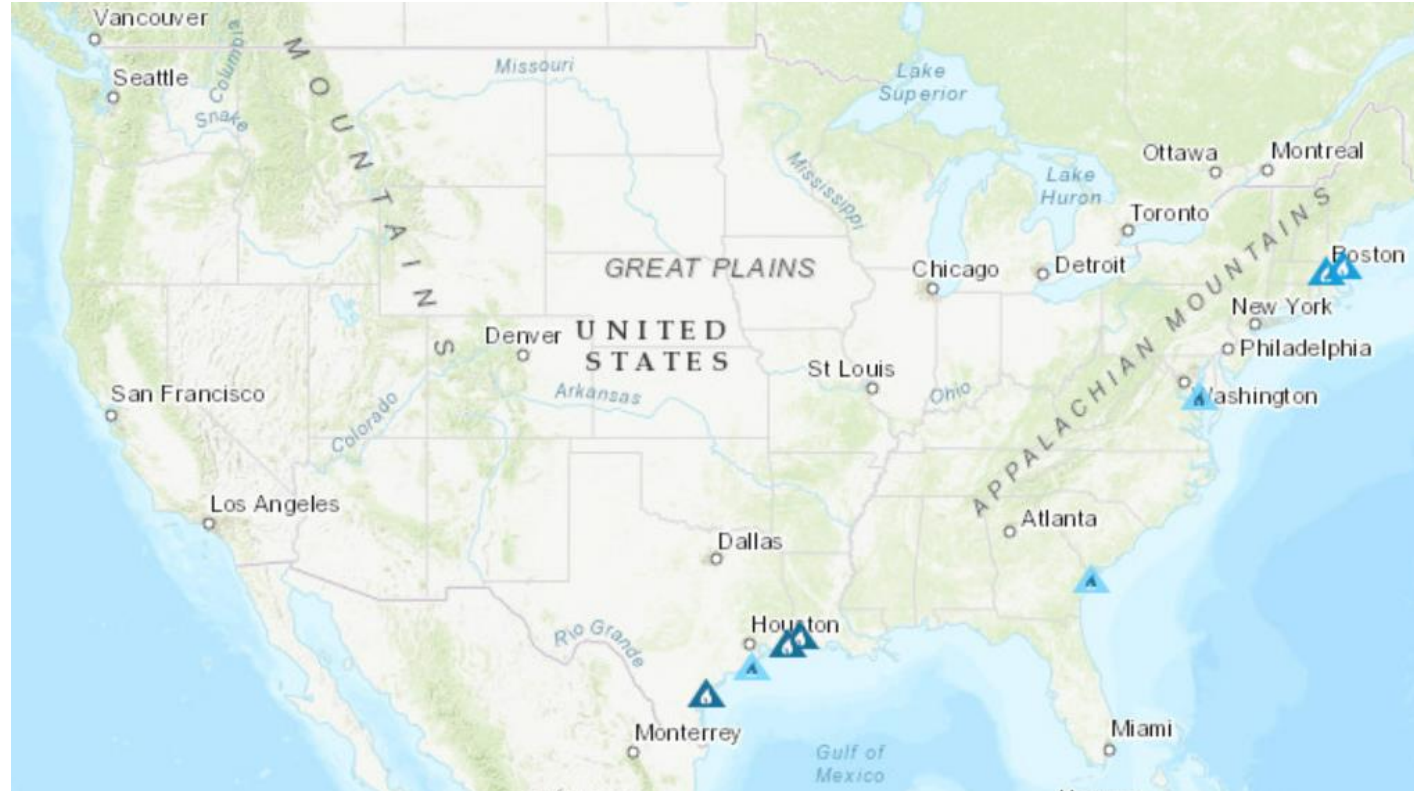 Vancouver
Seattle
Columbia
Snake
MOUNTAINS
Missouri
Lake
Superior
Mississippi
Lake
Huron
Ottawa
Montreal
Toronto
Boston
GREAT PLAINS
Chicago
Detroit
New York
Philadelphia
APPALACHIAN MOUNTAINS
Denver
UNITED
STATES
St Louis
Ohio
Washington
San Francisco
Colorado
Arkansas
Los Angeles
Atlanta
Dallas
Houston
Rio Grande
Monterrey
Miami
Gulf of
Mexico